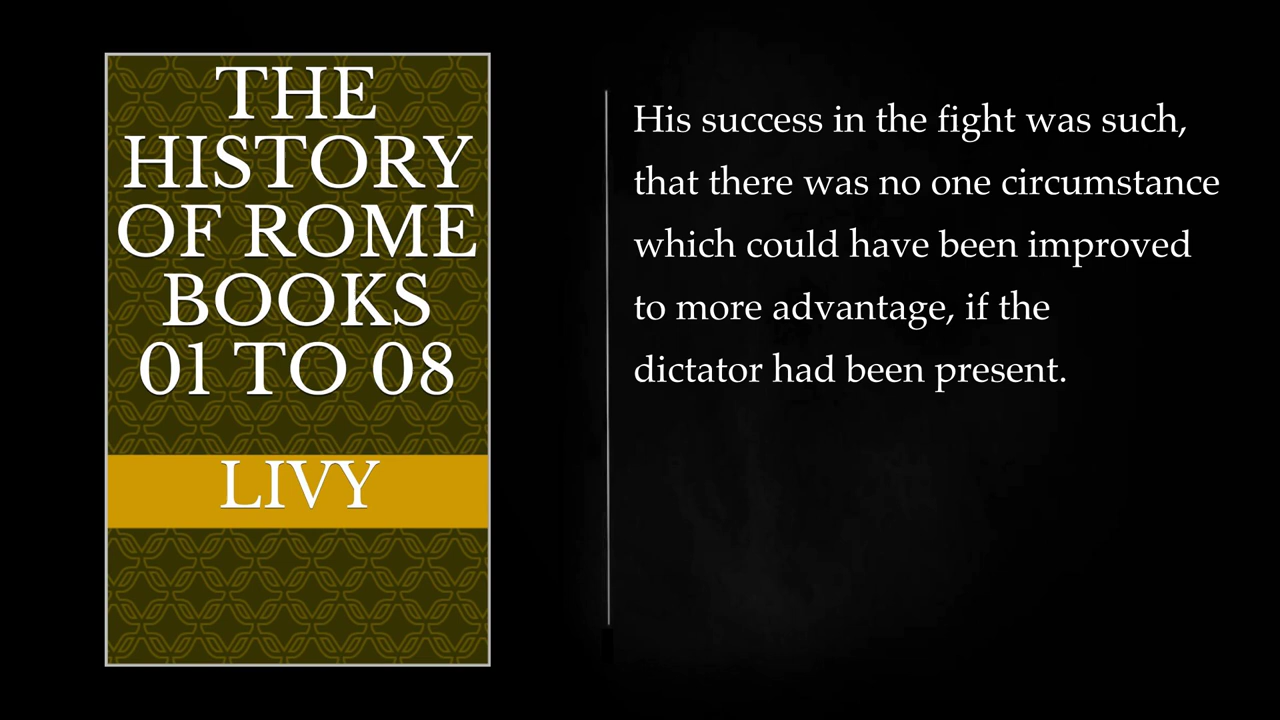 THE
HISTORY
OF ROME
BOOKS
01 TO 08
LIVY
His success in the fight was such,
that there was no one circumstance
which could have been improved
to more advantage, if the
dictator had been present.